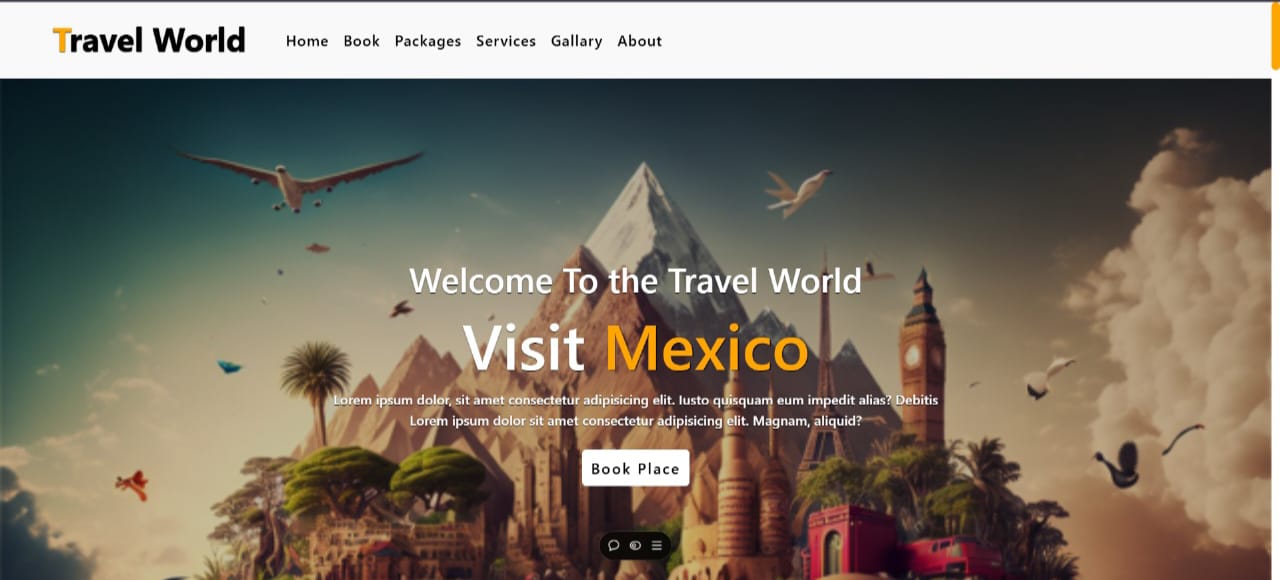 Travel World
Home Book Packages Services Gallary About
Welcome To the Travel World
Visit Mexico
Lorem ipsum dolor, sit amet consectetur adipisicing elit. Iusto quisquam eum impedit alias? Debitis
Lorem ipsum dolor sit amet consectetur adipisicing elit. Magnam, aliquid?
Book Place